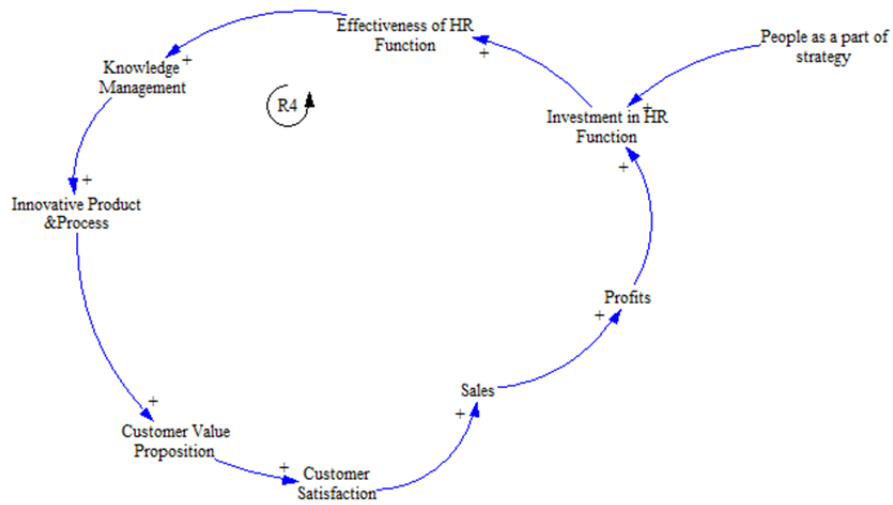 Effectiveness of HR
Function
People as a part of
strategy
Knowledge
Management
R4
Investment in HR
Function
Innovative Product
&Process
Profits
Sales
Customer Value
Proposition
Customer
Satisfaction
+
+
+
+
+
+
+
+
+